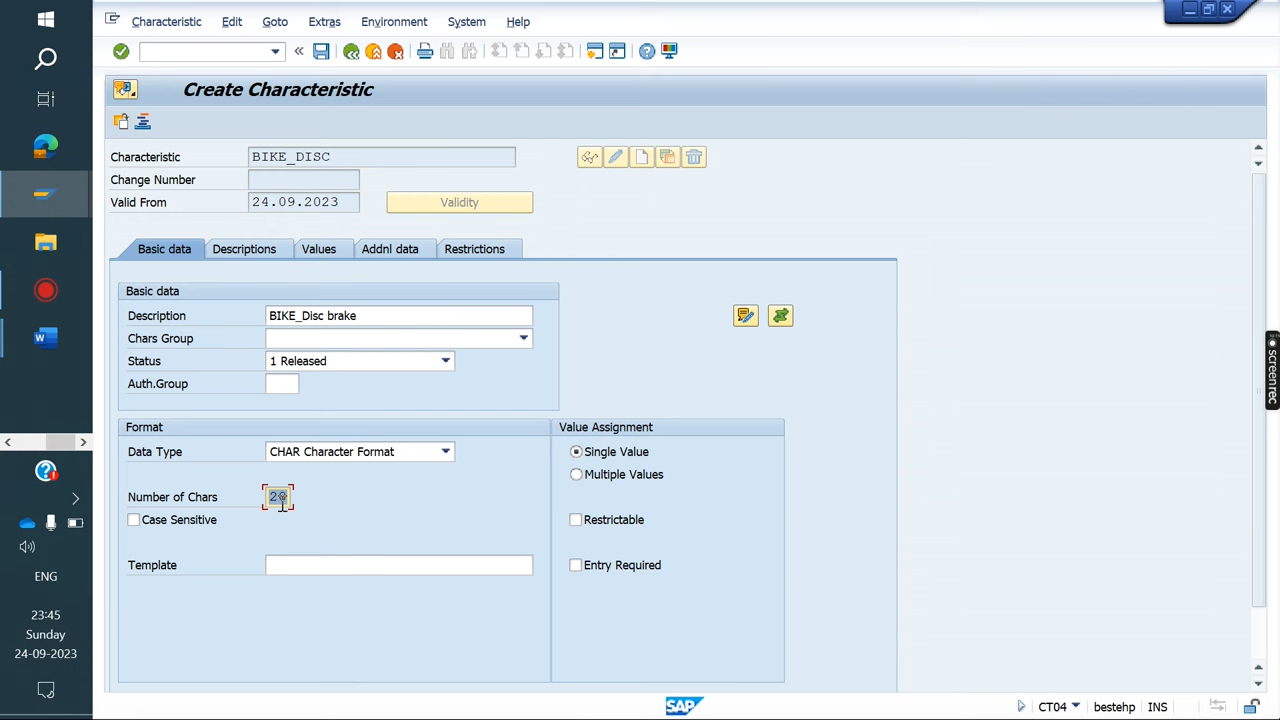 Characteristic Edit Goto Extras Environment System Help
Create Characteristic
Characteristic BIKE_DISC
Change Number
Valid From 24.09.2023 Validity
Basic data Descriptions Values Addnl data Restrictions
Basic data
Description BIKE_Disc brake
Chars Group
Status 1 Released
Auth.Group
Format Value Assignment
Data Type CHAR Character Format Single Value
Multiple Values
Number of Chars
Case Sensitive Restrictable
Template Entry Required
screenrec
ENG
23:45
Sunday
24-09-2023
SAP CT04 bestehp INS